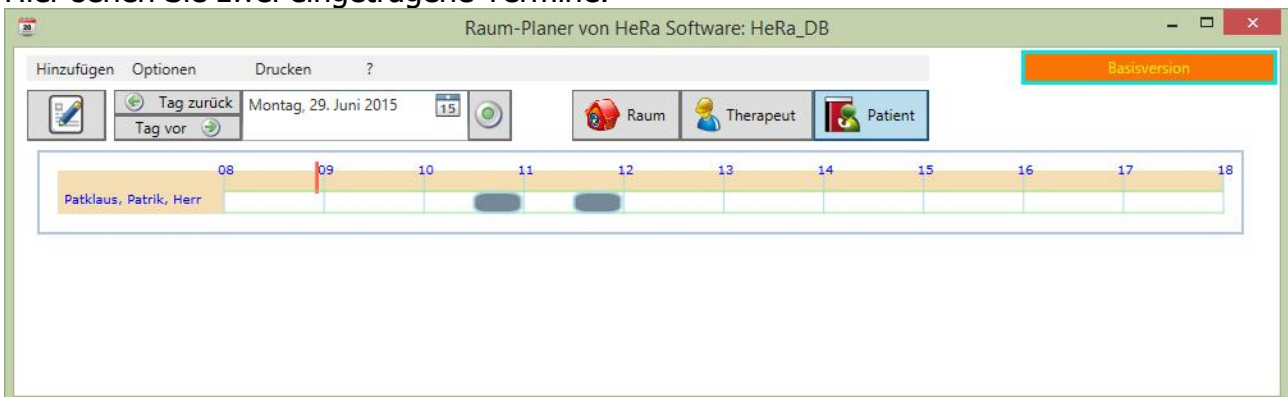 Hier sehen Sie zwei eingetragene Termine:
20 Raum-Planer von HeRa Software: HeRa_DB
Hinzufügen Optionen Drucken ? Basisversion
Tag zurück Montag, 29. Juni 2015 15 Raum Therapeut Patient
Tag vor
08 09 10 11 12 13 14 15 16 17 18
Patklaus, Patrik, Herr